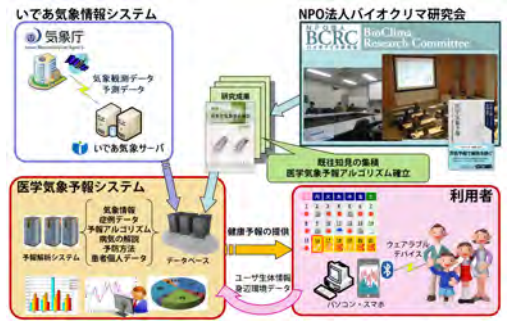 いであ気象情報システム
気象庁
気象観測データ
予測データ
いであ気象サーバ
NPO法人バイオクリマ研究会
BCRC
BioClima
Research Committee
研究成果
既往知見の集積
医学気象予報アルゴリズム確立
医学気象予報システム
気象情報
症例データ
予報アルゴリズム
病気の解説
予防方法
患者個人データ
予報解析システム
データベース
健康予報の提供
ユーザ生体情報
身辺環境データ
利用者
ウェアラブル
デバイス
パソコン・スマホ